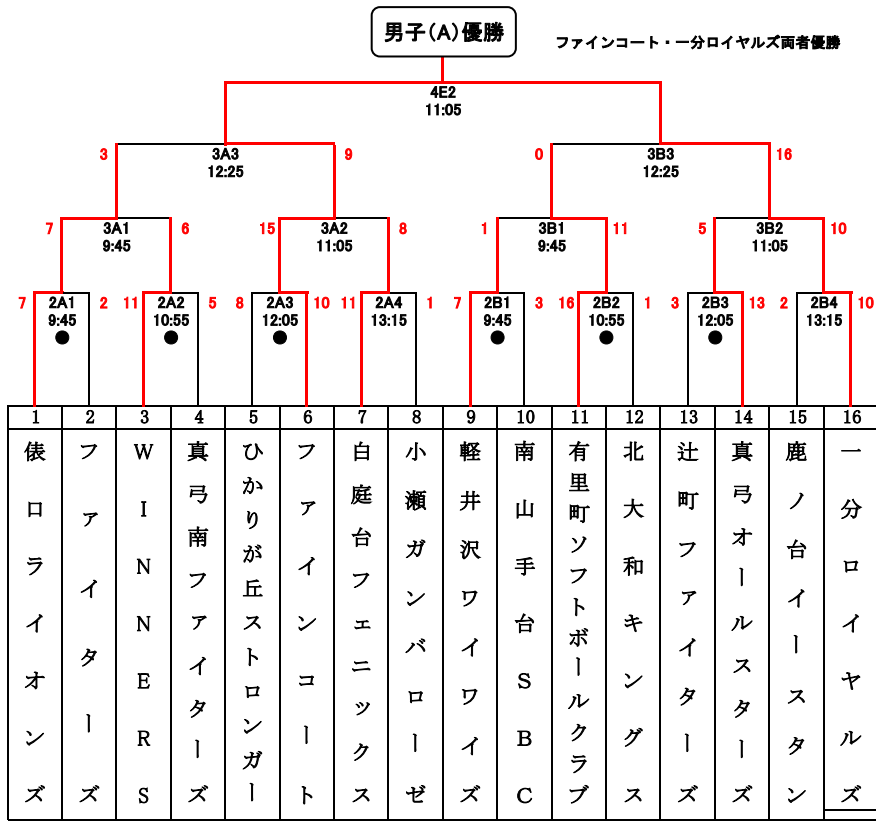 男子(A)優勝
ファインコート・一分ロイヤルズ両者優勝
4E2
11:05
3 3A3 9 0 3B3 16
12:25 12:25
7 3A1 6 15 3A2 8 1 3B1 11 5 3B2 10
9:45 11:05 9:45 11:05
7 2A1 2 11 2A2 5 8 2A3 10 11 2A4 1 7 2B1 3 16 2B2 1 3 2B3 13 2 2B4 10
9:45 10:55 12:05 13:15 9:45 10:55 12:05 13:15
1 2 3 4 5 6 7 8 9 10 11 12 13 14 15 16
俵口ライオンズ
ファイターズ
WINNERS
真弓南ファイターズ
ひかりが丘ストロンガー
ファインコート
白庭台フェニックス
小瀬ガンバローゼ
軽井沢ワイワイズ
南山手台SBC
有里町ソフトボールクラブ
北大和キングス
辻町ファイターズ
真弓オールスターズ
鹿ノ台イースタン
一分ロイヤルズ